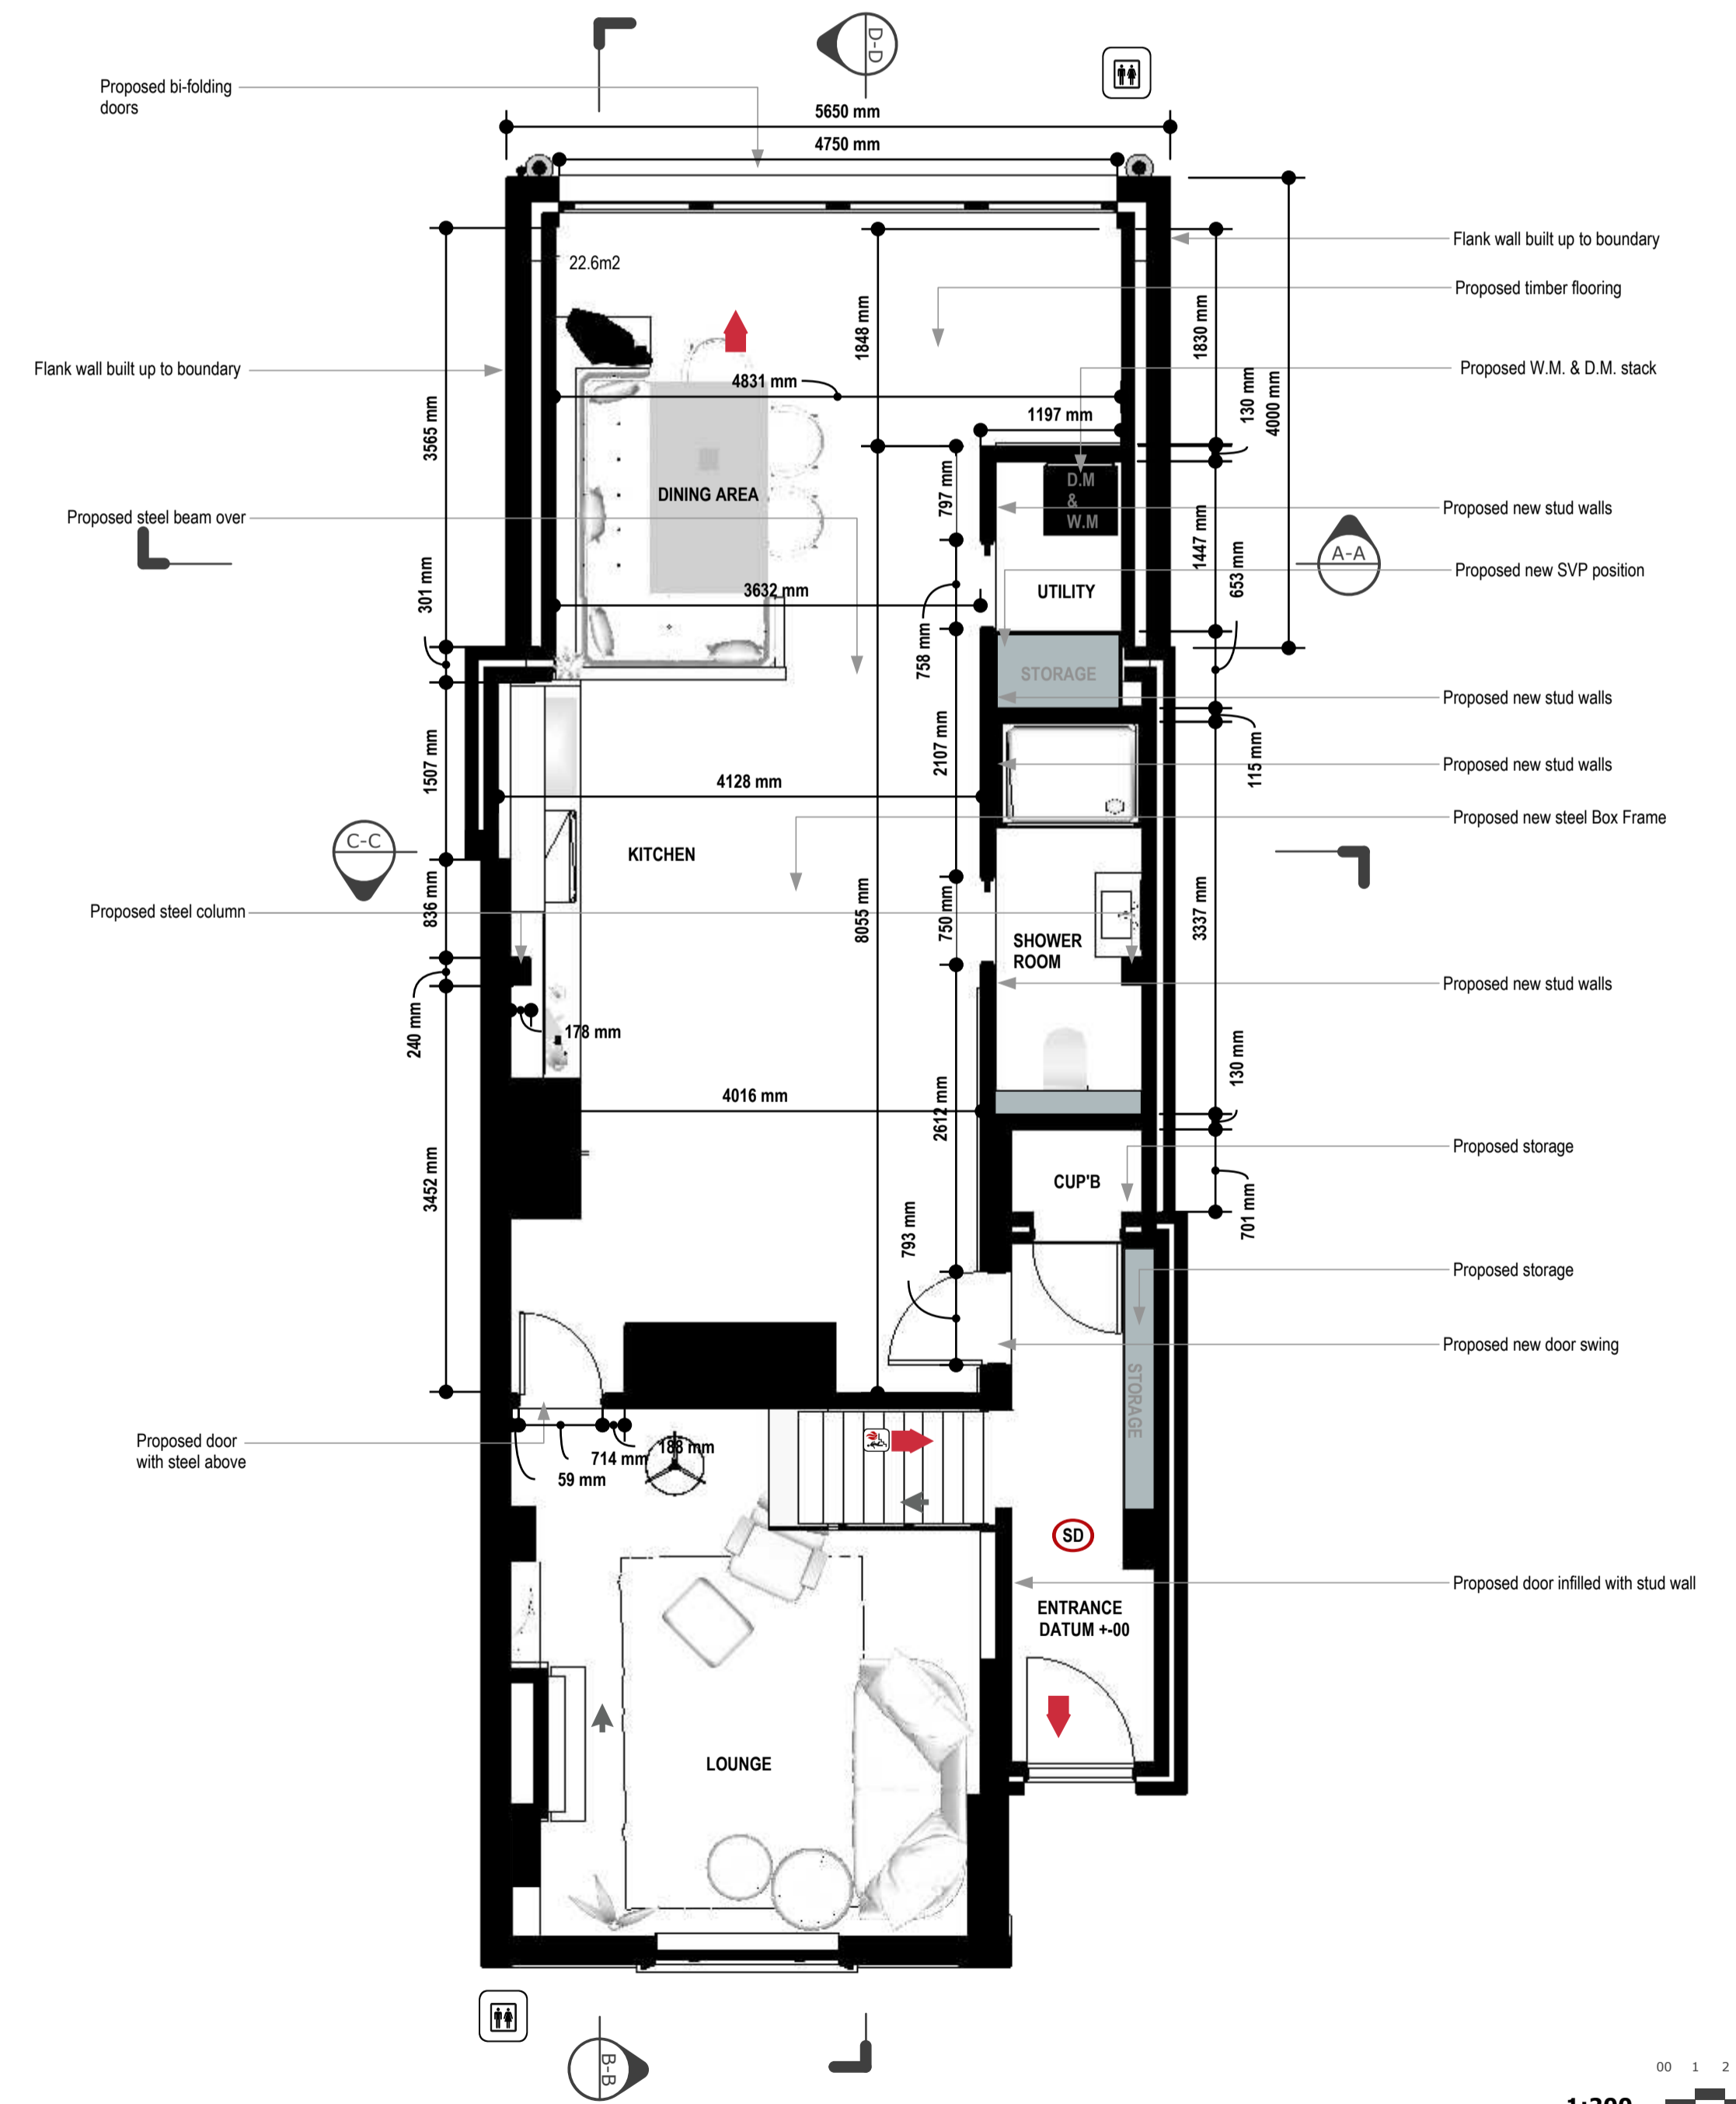 D-D
Proposed bi-folding
doors
5650 mm
4750 mm
Flank wall built up to boundary
22.6m2
Proposed timber flooring
1848 mm
1830 mm
Flank wall built up to boundary
Proposed W.M. & D.M. stack
4831 mm
130 mm
4000 mm
1197 mm
3565 mm
D.M
&
W.M
797 mm
DINING AREA
Proposed new stud walls
Proposed steel beam over
1447 mm
A-A
653 mm
Proposed new SVP position
301 mm
3632 mm
UTILITY
758 mm
STORAGE
Proposed new stud walls
2107 mm
1507 mm
115 mm
Proposed new stud walls
4128 mm
Proposed new steel Box Frame
C-C
KITCHEN
836 mm
8055 mm
750 mm
3337 mm
Proposed steel column
SHOWER
ROOM
Proposed new stud walls
240 mm
178 mm
130 mm
4016 mm
2612 mm
Proposed storage
3452 mm
CUP'B
701 mm
793 mm
Proposed storage
Proposed new door swing
STORAGE
Proposed door
with steel above
188 mm
714 mm
59 mm
SD
Proposed door infilled with stud wall
ENTRANCE
DATUM +-00
LOUNGE
B-B
00 1 2